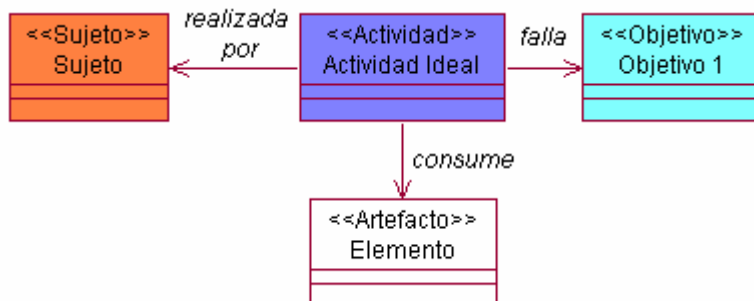 <<Sujeto>>
Sujeto
realizada
por
<<Actividad>>
Actividad Ideal
falla
<<Objetivo>>
Objetivo 1
consume
<<Artefacto>>
Elemento